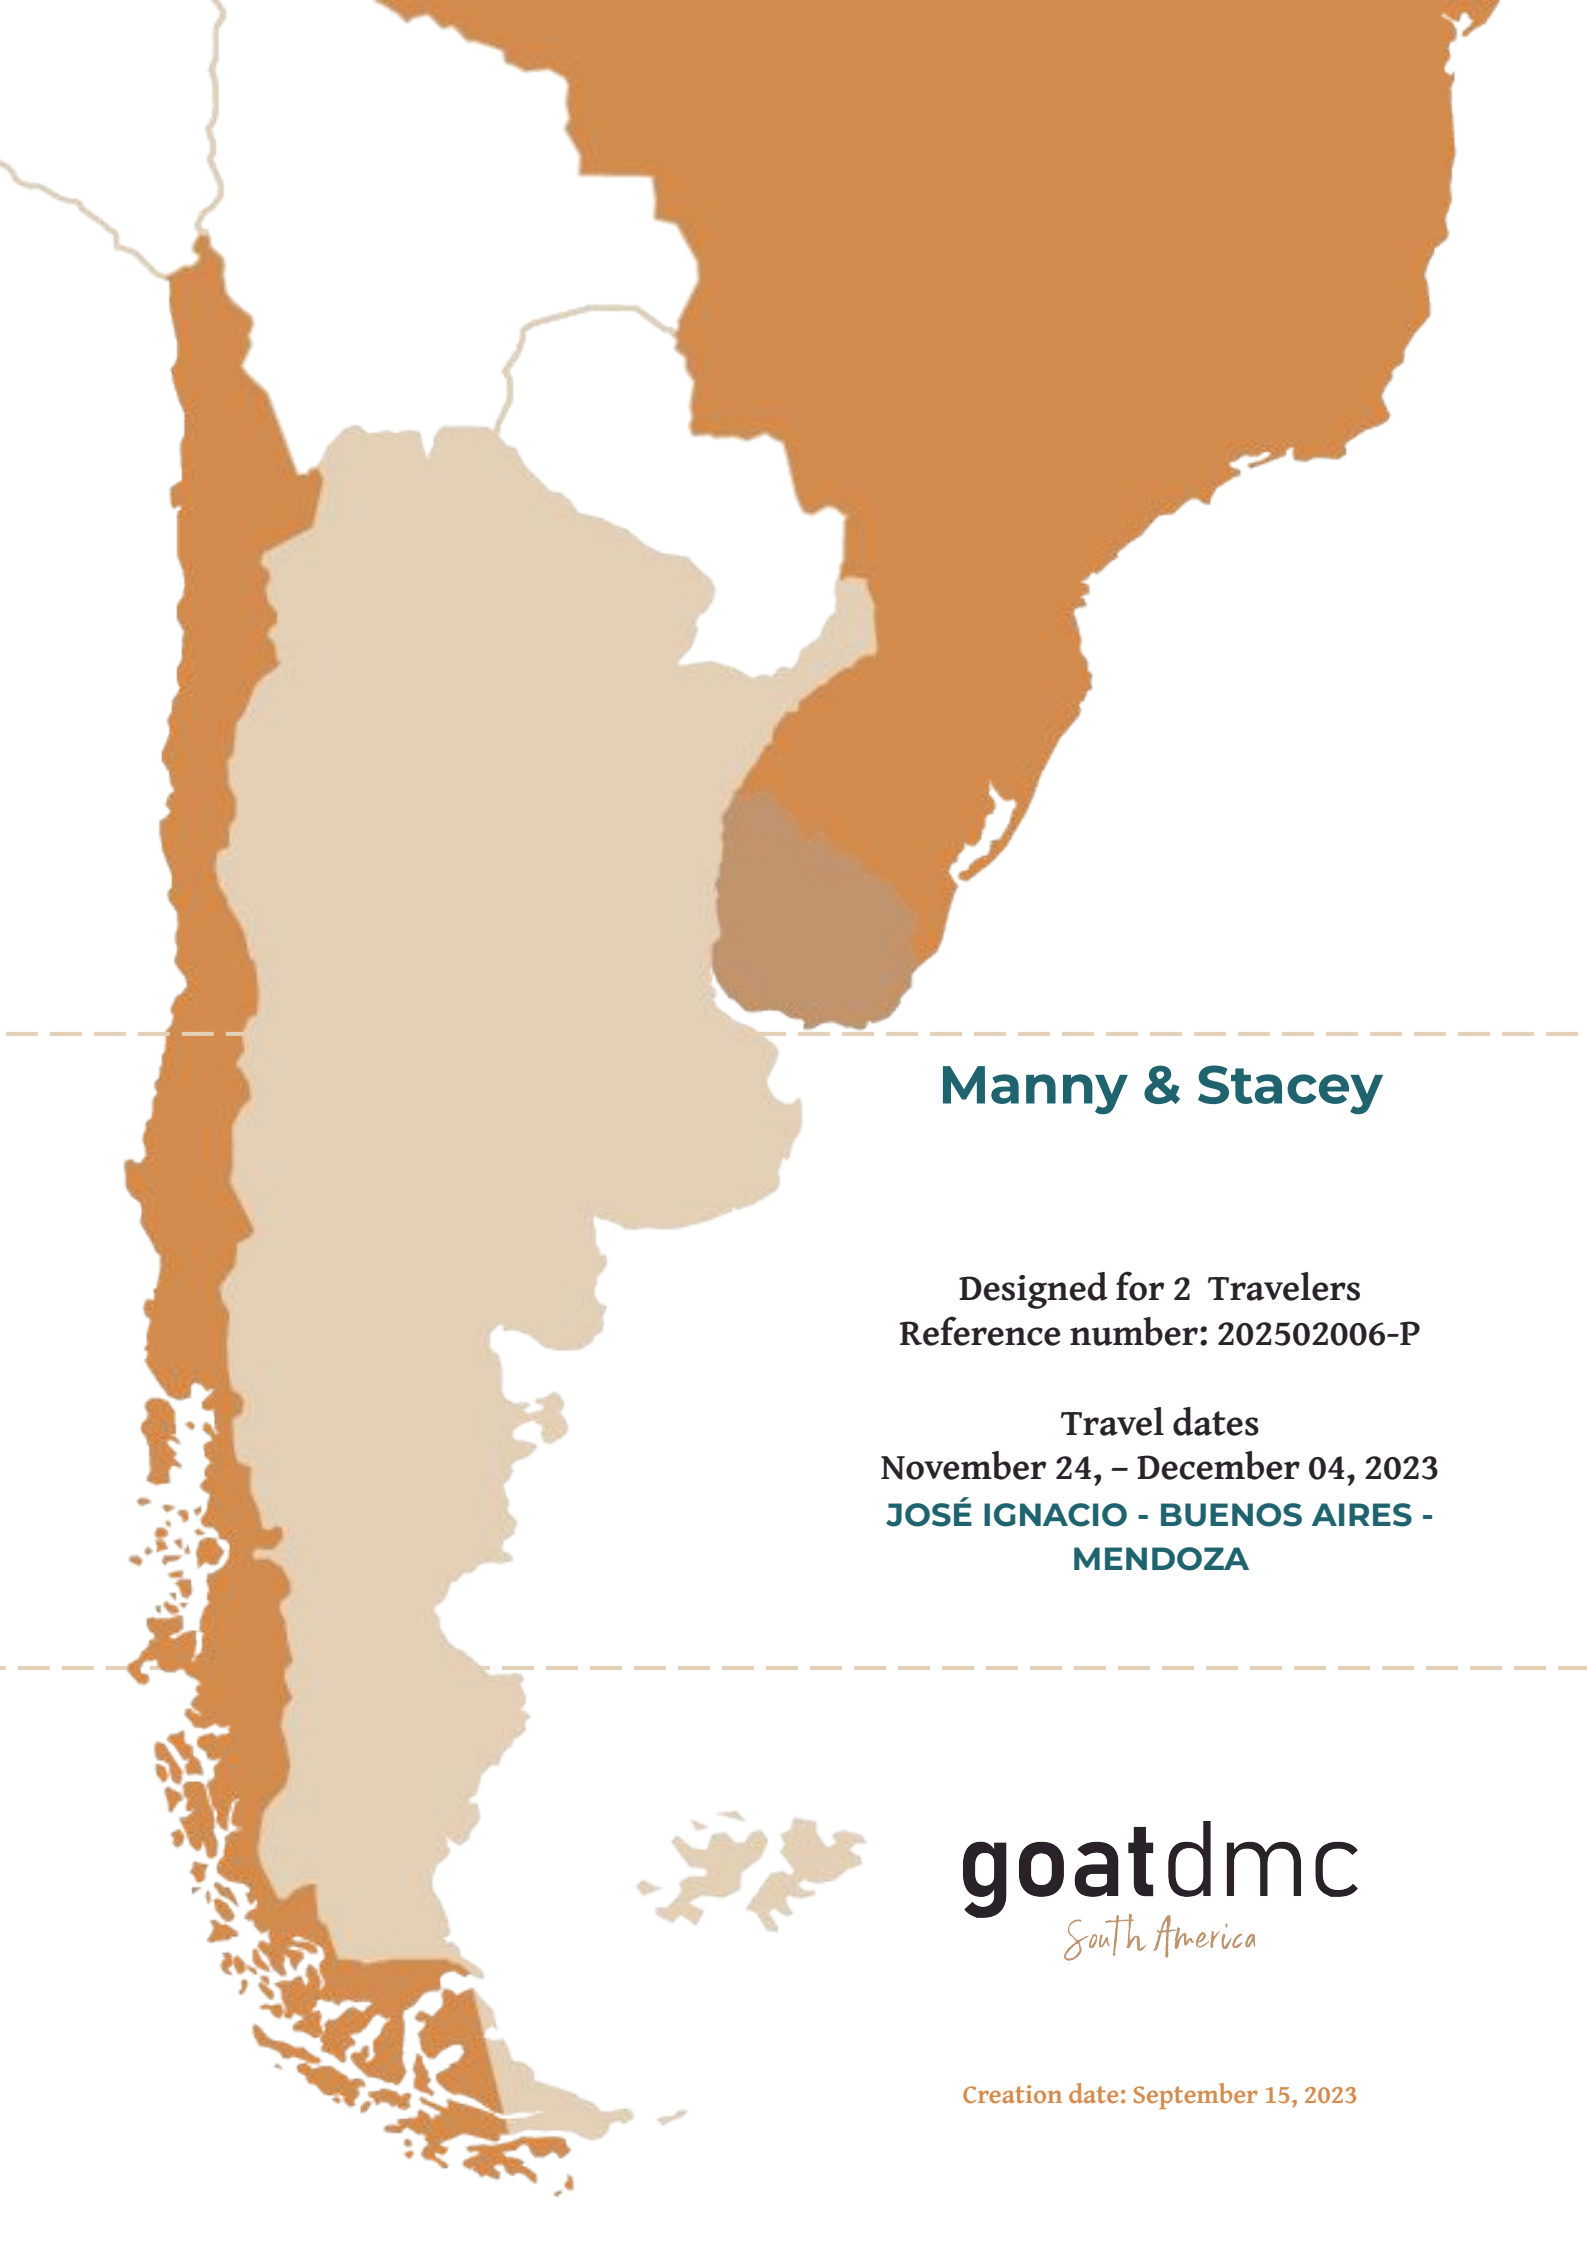 Manny & Stacey
Designed for 2 Travelers
Reference number: 202502006-P
Travel dates
November 24, – December 04, 2023
JOSÉ IGNACIO - BUENOS AIRES -
MENDOZA
goatdmc
South America
Creation date: September 15, 2023